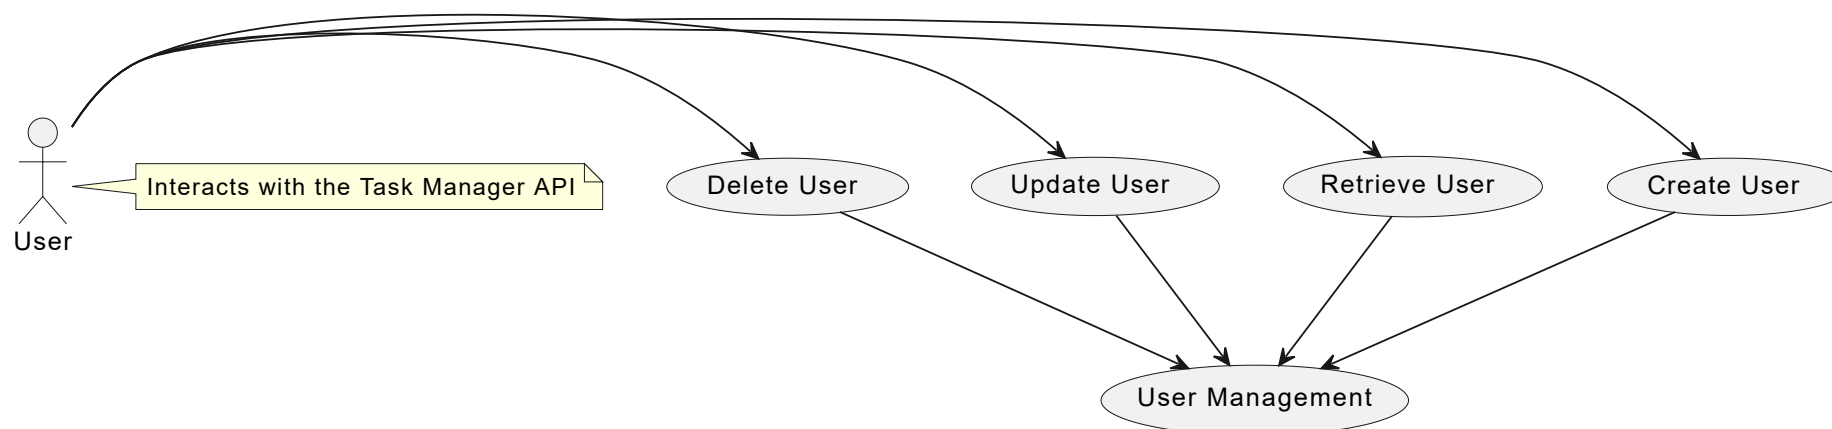 Interacts with the Task Manager API
Delete User
Update User
Retrieve User
Create User
User
User Management